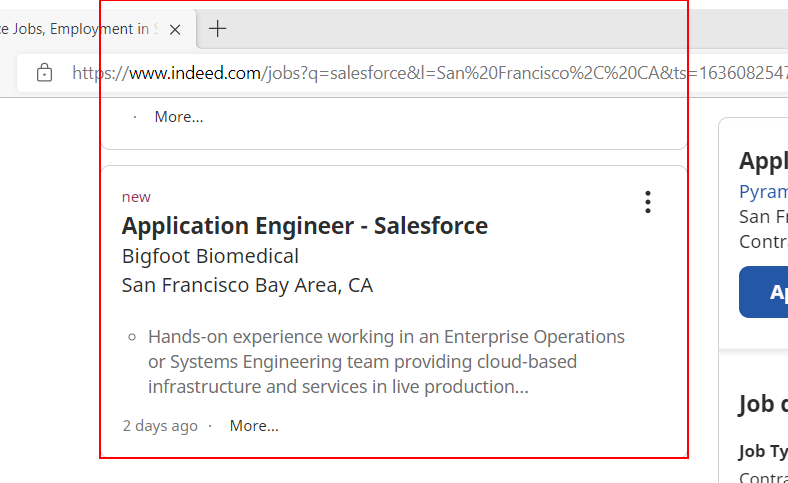 ce Jobs, Employment in S
https://www.indeed.com/jobs?q=salesforce&l=San%20Francisco%2C%20CA&ts=1636082547
· More...
new
Application Engineer - Salesforce
Bigfoot Biomedical
San Francisco Bay Area, CA
Hands-on experience working in an Enterprise Operations
or Systems Engineering team providing cloud-based
infrastructure and services in live production...
2 days ago · More...
Appl
Pyram
San Fr
Contra
Ap
Job d
Job Ty
Contra